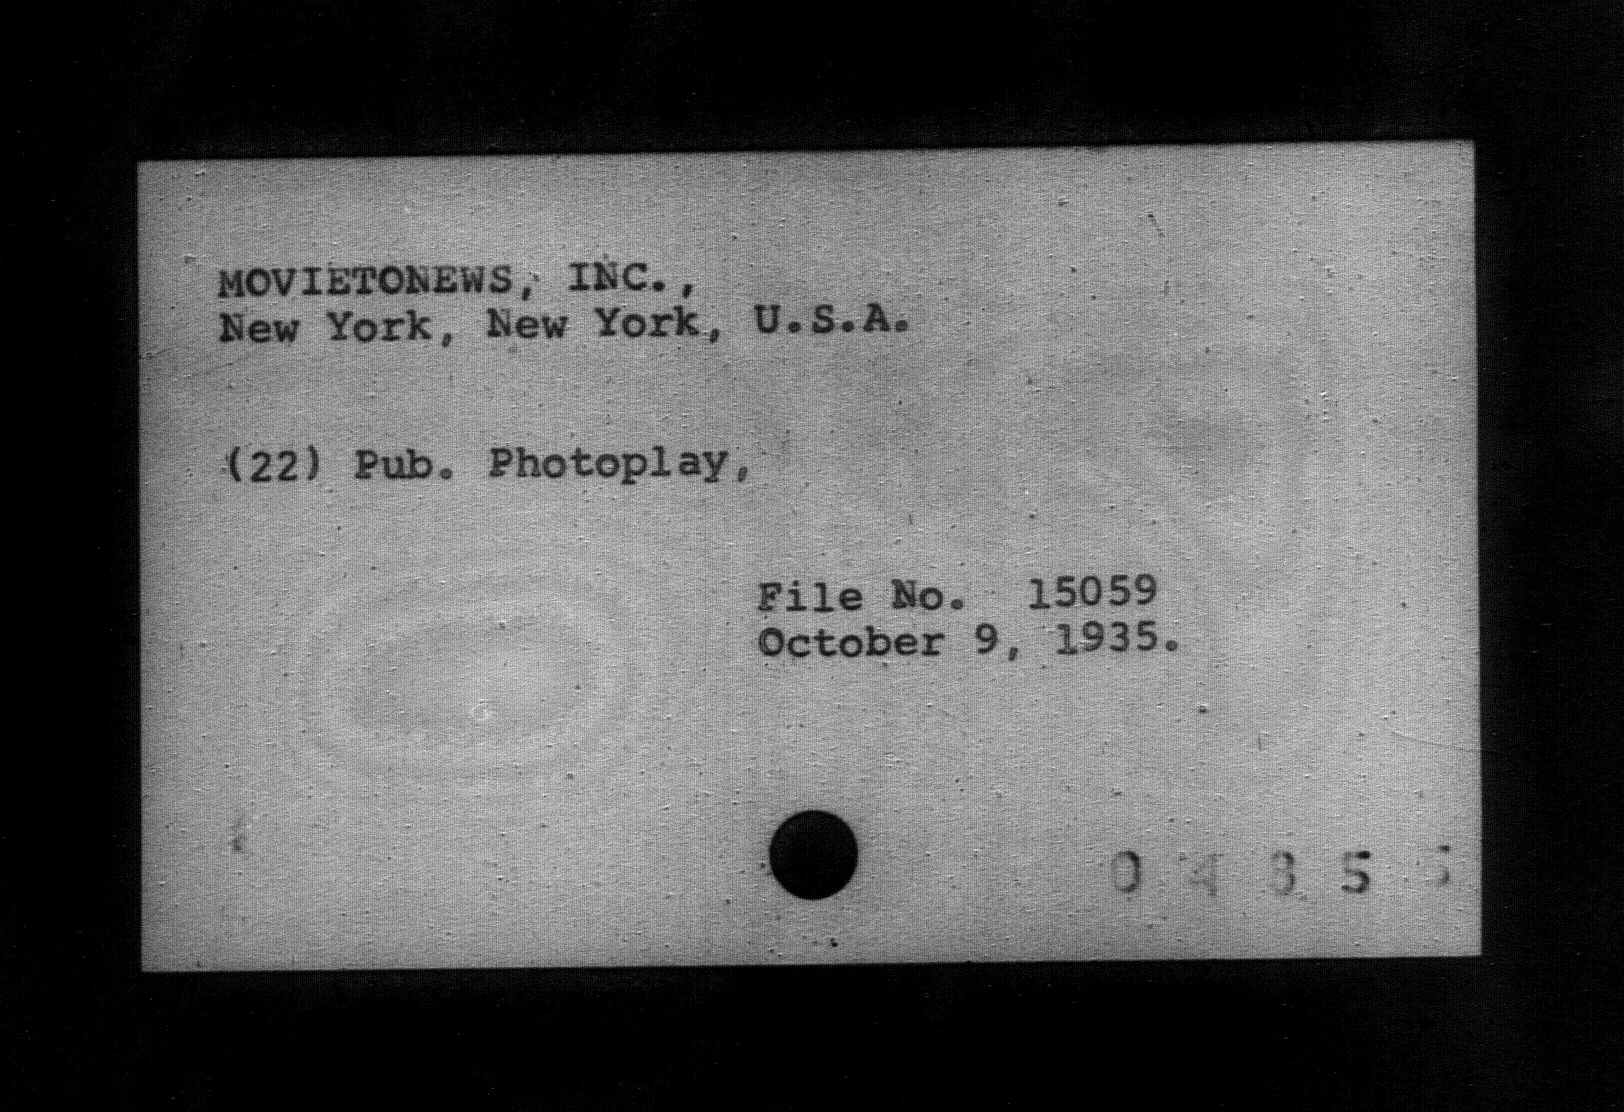 MOVIETONEWS, INC.,
New York, New York, U.S.A.
(22) Pub. Photoplay,
File No. 15059
October 9, 1935.